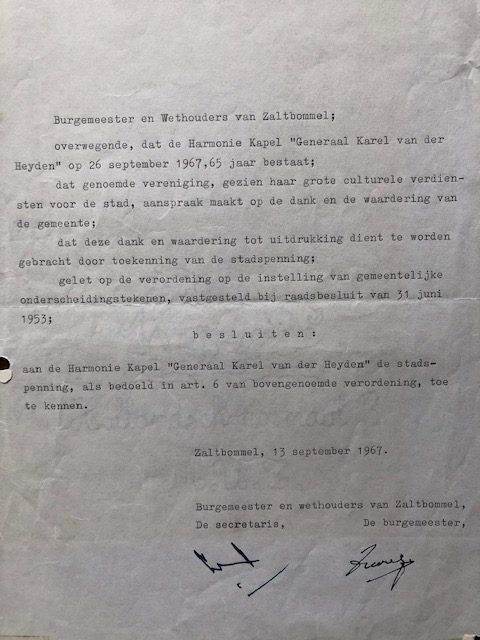 Burgemeester en Wethouders van Zaltbommel;
overwegende, dat de Harmonie Kapel "Generaal Karel van der
Heyden" op 26 september 1967,65 jaar bestaat;
dat genoemde vereniging, gezien haar grote culturele verdien-
sten voor de stad, aanspraak maakt op de dank en de waardering van
de gemeente;
dat deze dank en waardering tot uitdrukking dient te worden
gebracht door toekenning van de stadspenning;
gelet op de verordening op de instelling van gemeentelijke
onderscheidingstekenen, vastgesteld bij raadsbesluit van 31 juni
1953;
besluiten:
aan de Harmonie Kapel "Generaal Karel van der Heyden" de stads-
penning, als bedoeld in art. 6 van bovengenoemde verordening, toe
te kennen.
Zaltbommel, 13 september 1967.
Burgemeester en wethouders van Zaltbommel,
De secretaris, De burgemeester,